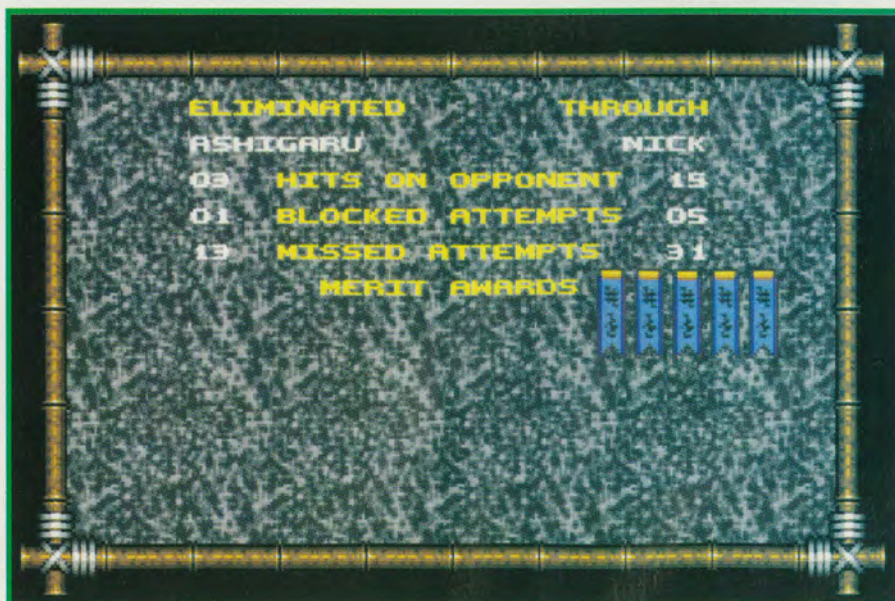 ELIMINATED THROUGH
ASHIGARU NICK
03 HITS ON OPPONENT 15
01 BLOCKED ATTEMPTS 05
13 MISSED ATTEMPTS 31
MERIT AWARDS